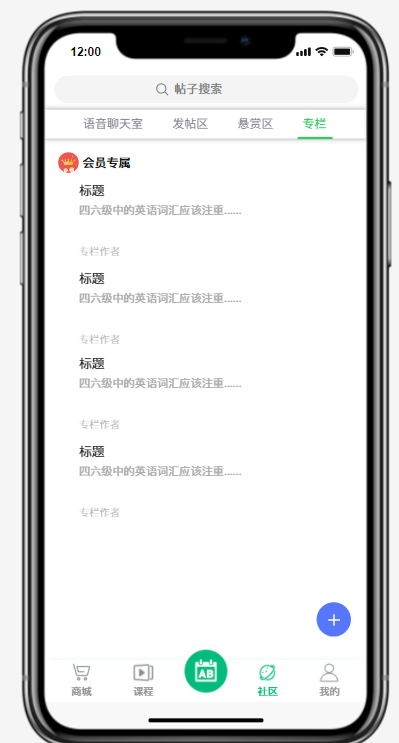 12:00
帖子搜索
语音聊天室 发帖区 悬赏区 专栏
会员专属
标题
四六级中的英语词汇应该注重......
专栏作者
标题
四六级中的英语词汇应该注重......
专栏作者
标题
四六级中的英语词汇应该注重......
专栏作者
标题
四六级中的英语词汇应该注重......
专栏作者
AB
商城 课程 社区 我的